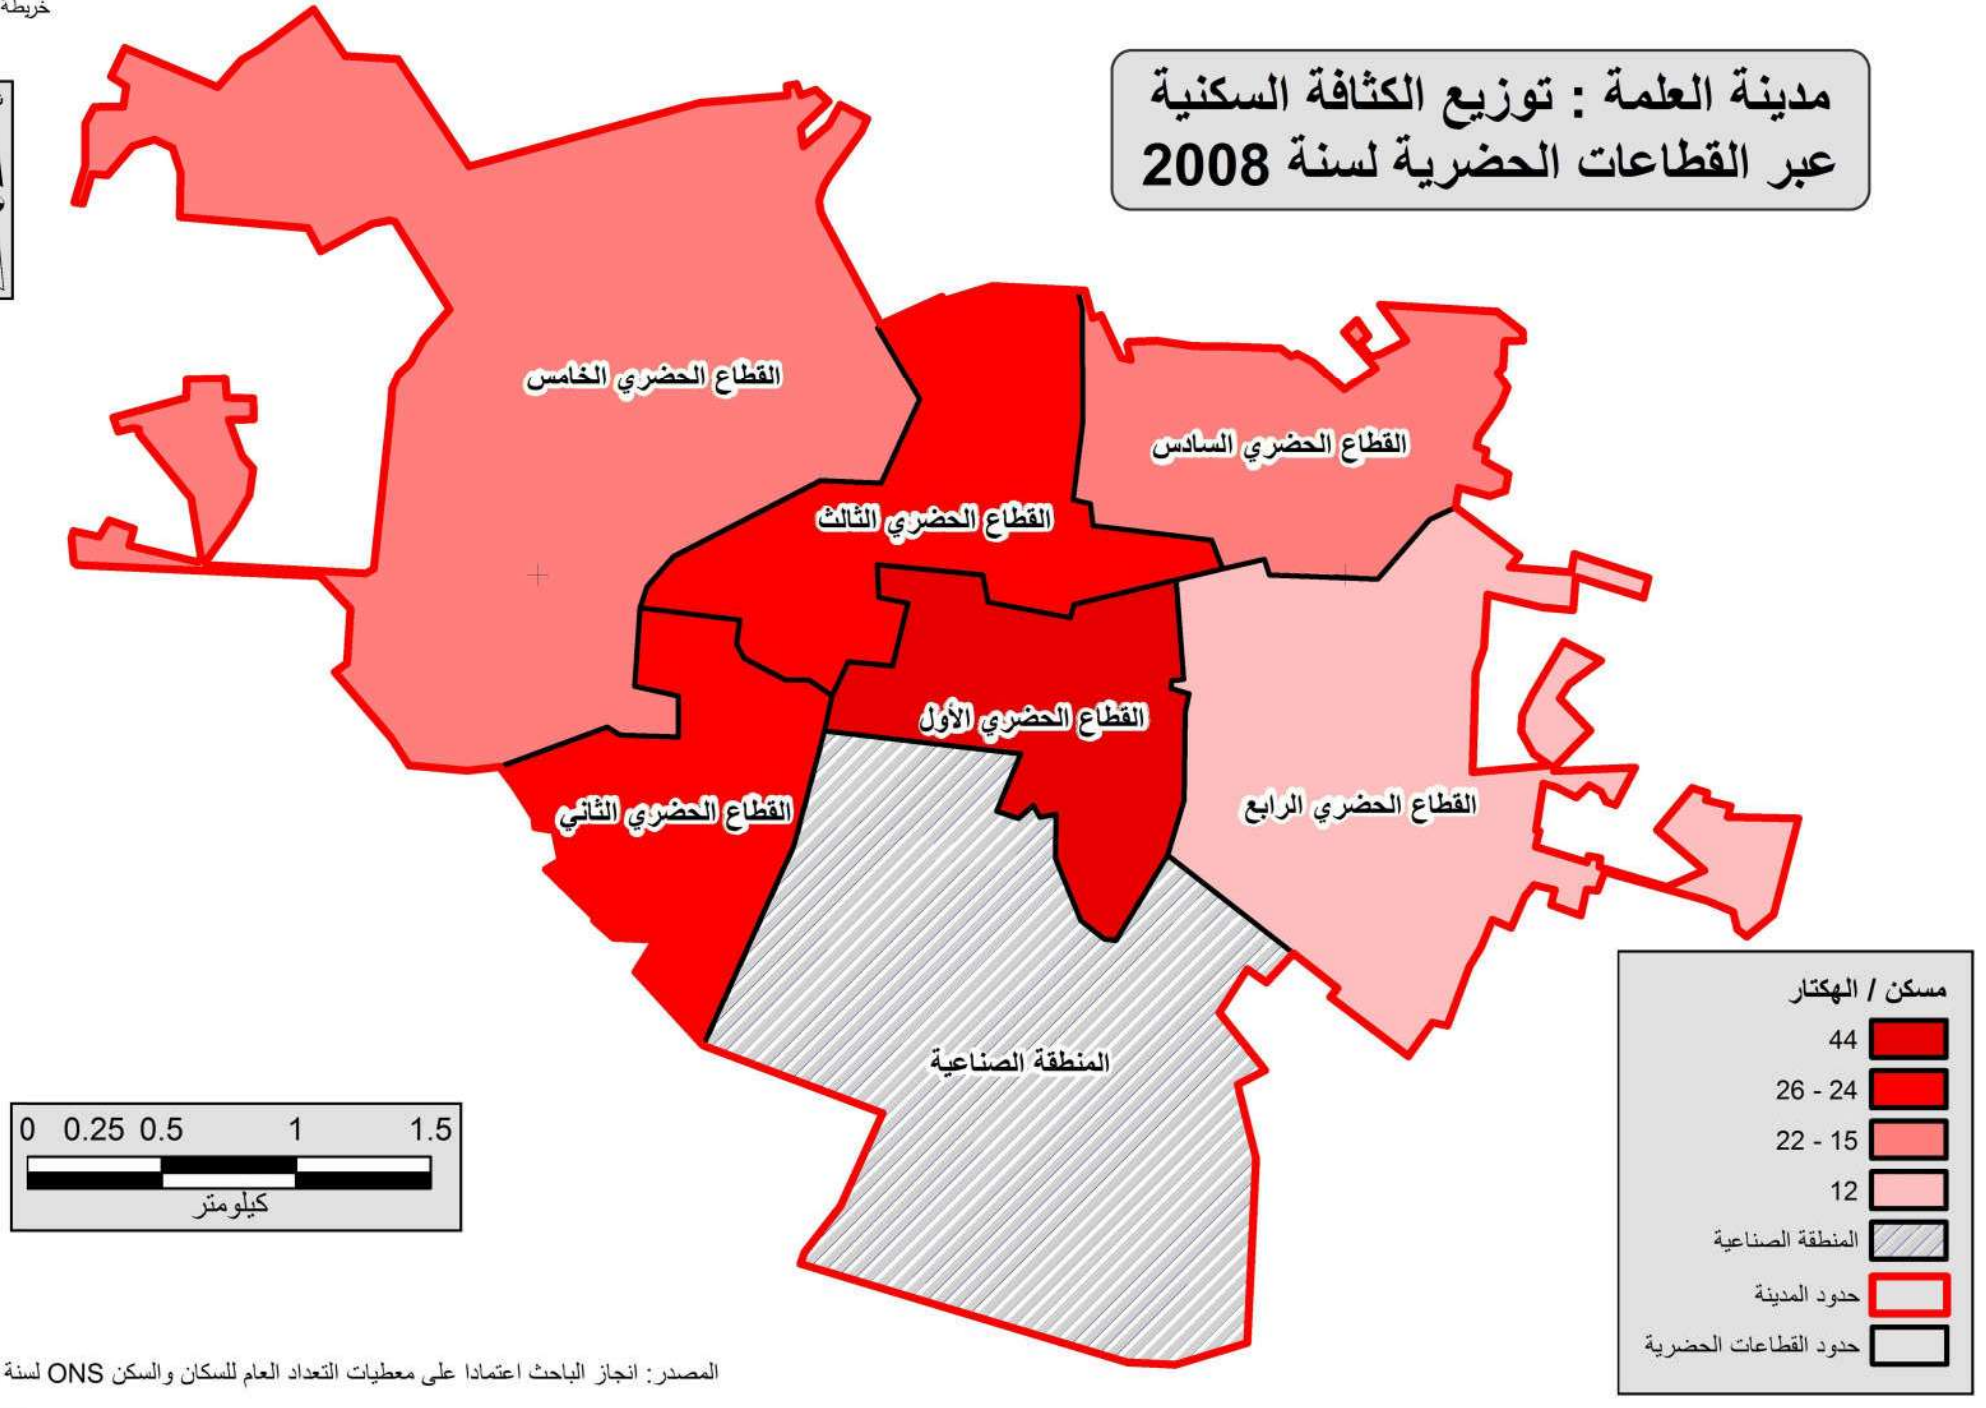 خريطة
مدينة العلمة : توزيع الكثافة السكنية
عبر القطاعات الحضرية لسنة 2008
القطاع الحضري الخامس
القطاع الحضري السادس
القطاع الحضري الثالث
القطاع الحضري الأول
القطاع الحضري الثاني
القطاع الحضري الرابع
المنطقة الصناعية
مسكن / الهكتار
44
26 - 24
22 - 15
12
المنطقة الصناعية
حدود المدينة
حدود القطاعات الحضرية
0 0.25 0.5 1 1.5
كيلومتر
المصدر: انجاز الباحث اعتمادا على معطيات التعداد العام للسكان والسكن ONS لسنة